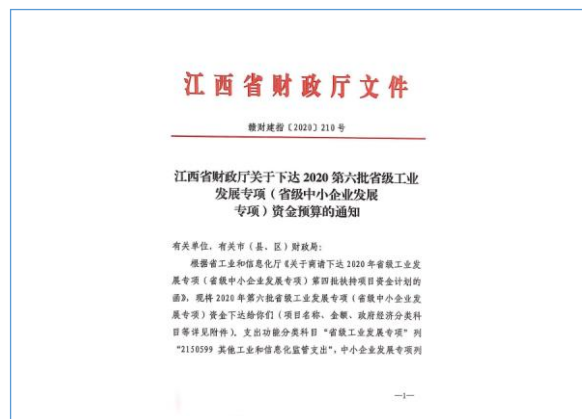 江西省财政厅文件
赣财建指〔2020〕210号
江西省财政厅关于下达2020第六批省级工业
发展专项（省级中小企业发展
专项）资金预算的通知
有关单位，有关市（县、区）财政局：
根据省工业和信息化厅《关于商请下达2020年省级工业发
展专项（省级中小企业发展专项）第四批扶持项目资金计划的
函》，现将2020年第六批省级工业发展专项（省级中小企业发
展专项）资金下达给你们（项目名称、金额、政府经济分类科
目等详见附件）。支出功能分类科目“省级工业发展专项”列
“2150599 其他工业和信息化监管支出”，中小企业发展专项列
—1—